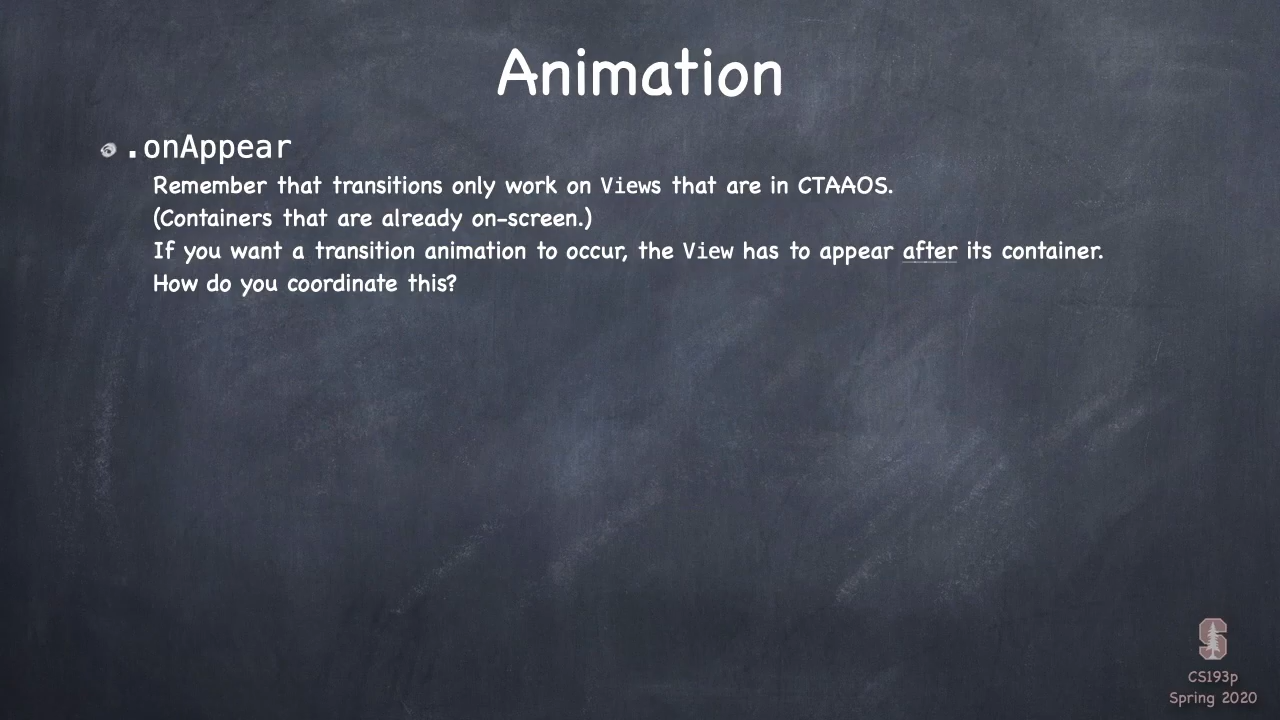 Animation
.onAppear
Remember that transitions only work on Views that are in CTAAOS.
(Containers that are already on-screen.)
If you want a transition animation to occur, the View has to appear after its container.
How do you coordinate this?
S
CS193p
Spring 2020